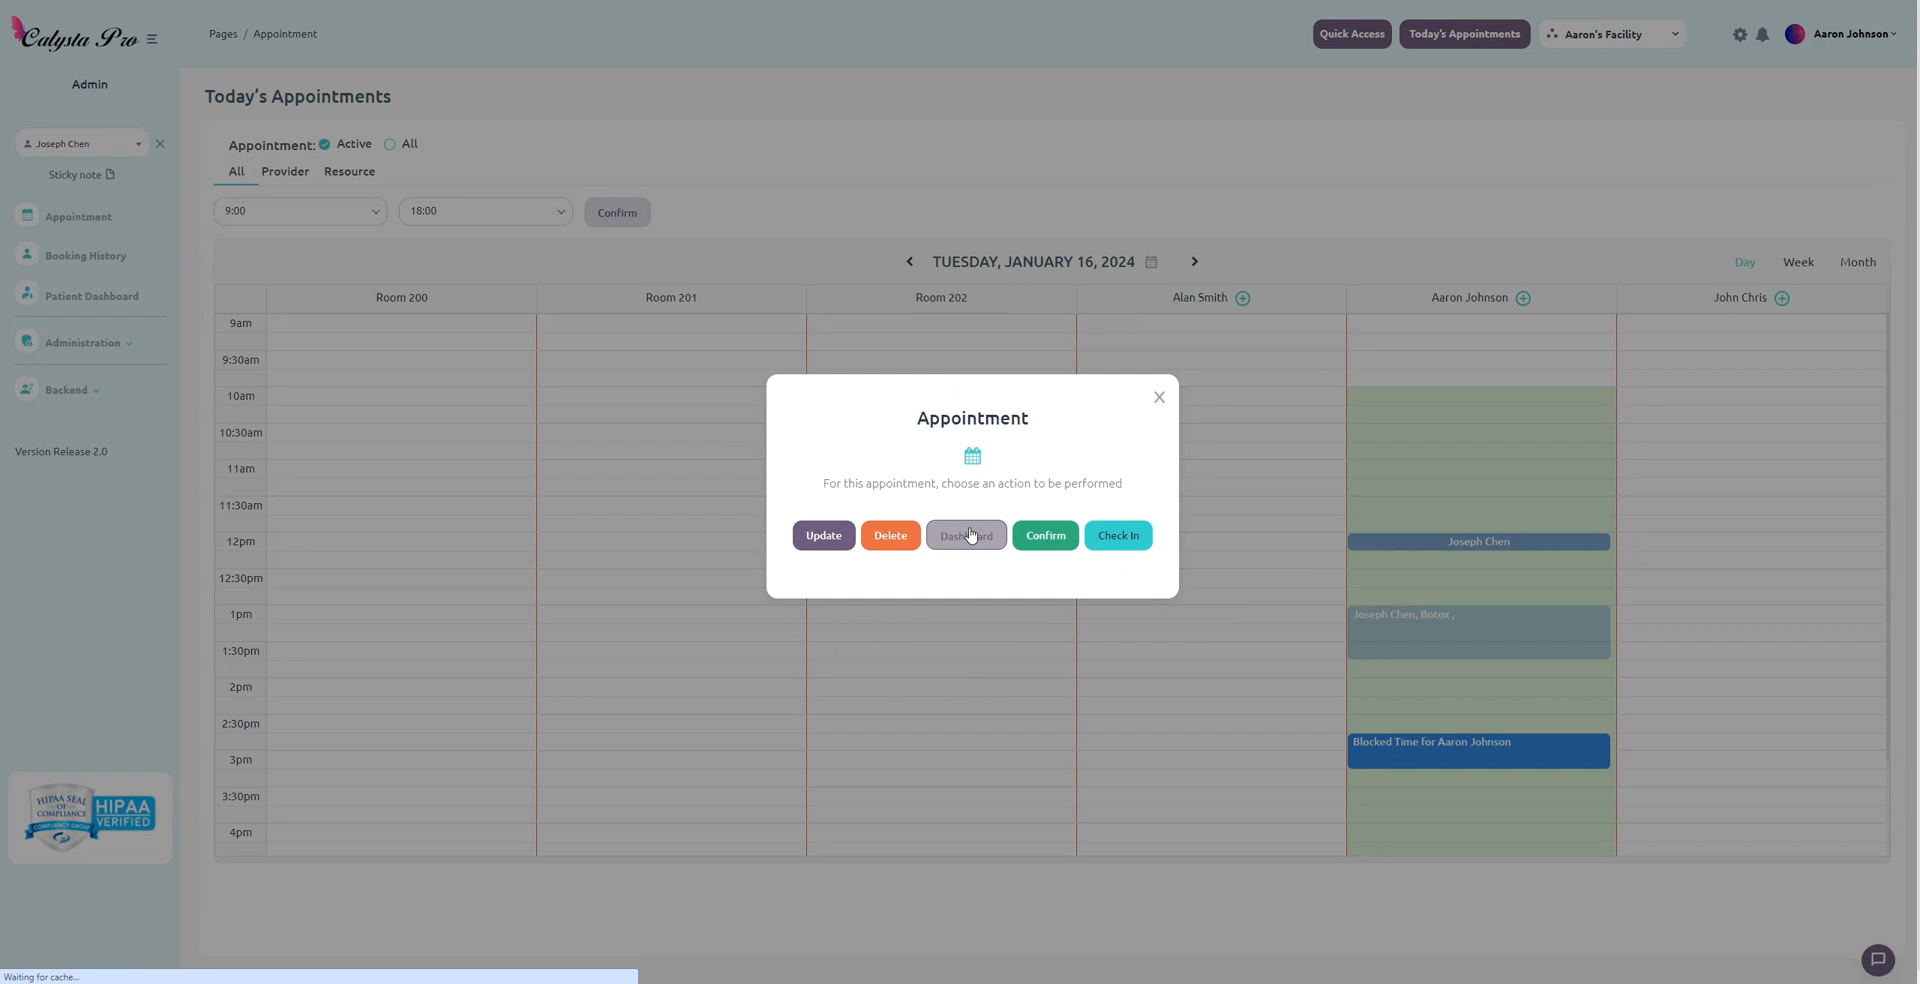 Calysta Pro
Pages / Appointment
Quick Access
Today's Appointments
Aaron's Facility
Aaron Johnson
Admin
Joseph Chen
Sticky note
Appointment
Booking History
Patient Dashboard
Administration
Backend
Version Release 2.0
HIPAA SEAL
OF
COMPLIANCE
COMPLIANCY GROUP
HIPAA
VERIFIED
Today's Appointments
Appointment: Active All
All Provider Resource
9:00 18:00 Confirm
TUESDAY, JANUARY 16, 2024
Day Week Month
Room 200 Room 201 Room 202 Alan Smith Aaron Johnson John Chris
9am
9:30am
10am
10:30am
11am
11:30am
12pm
12:30pm
1pm
1:30pm
2pm
2:30pm
3pm
3:30pm
4pm
Joseph Chen
Joseph Chen, Botox ,
Blocked Time for Aaron Johnson
X
Appointment
For this appointment, choose an action to be performed
Update Delete Dashboard Confirm Check In
Waiting for cache...